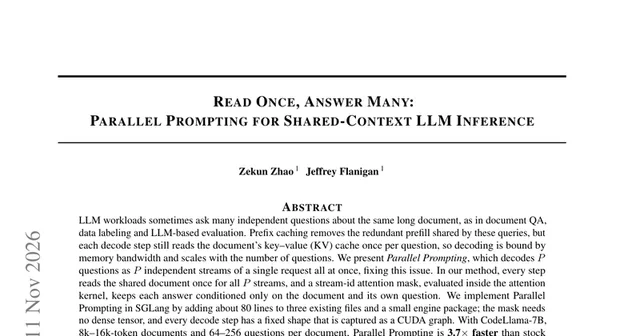 READ ONCE, ANSWER MANY:
PARALLEL PROMPTING FOR SHARED-CONTEXT LLM INFERENCE
Zekun Zhao 1 Jeffrey Flanigan 1
ABSTRACT
LLM workloads sometimes ask many independent questions about the same long document, as in document QA,
data labeling and LLM-based evaluation. Prefix caching removes the redundant prefill shared by these queries, but
each decode step still reads the document's key–value (KV) cache once per question, so decoding is bound by
memory bandwidth and scales with the number of questions. We present Parallel Prompting, which decodes P
questions as P independent streams of a single request all at once, fixing this issue. In our method, every step
reads the shared document once for all P streams, and a stream-id attention mask, evaluated inside the attention
kernel, keeps each answer conditioned only on the document and its own question. We implement Parallel
Prompting in SGLang by adding about 80 lines to three existing files and a small engine package; the mask needs
no dense tensor, and every decode step has a fixed shape that is captured as a CUDA graph. With CodeLlama-7B,
8k–16k-token documents and 64–256 questions per document, Parallel Prompting is 3.7× faster than stock
11 Nov 2026